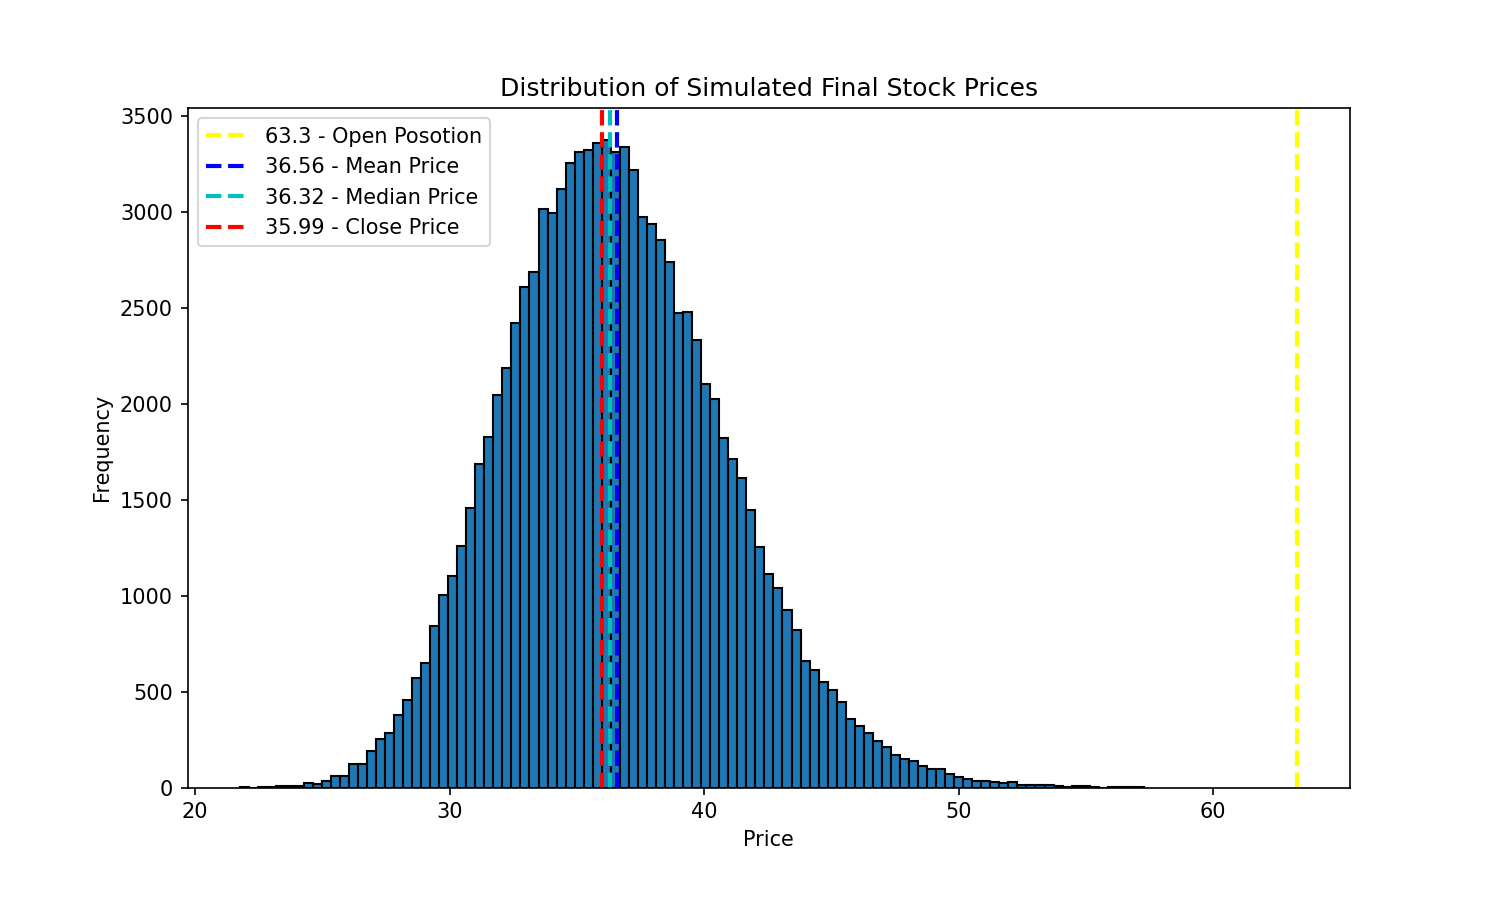 Distribution of Simulated Final Stock Prices
63.3 - Open Posotion
36.56 - Mean Price
36.32 - Median Price
35.99 - Close Price
Frequency
3500
3000
2500
2000
1500
1000
500
0
20 30 40 50 60
Price